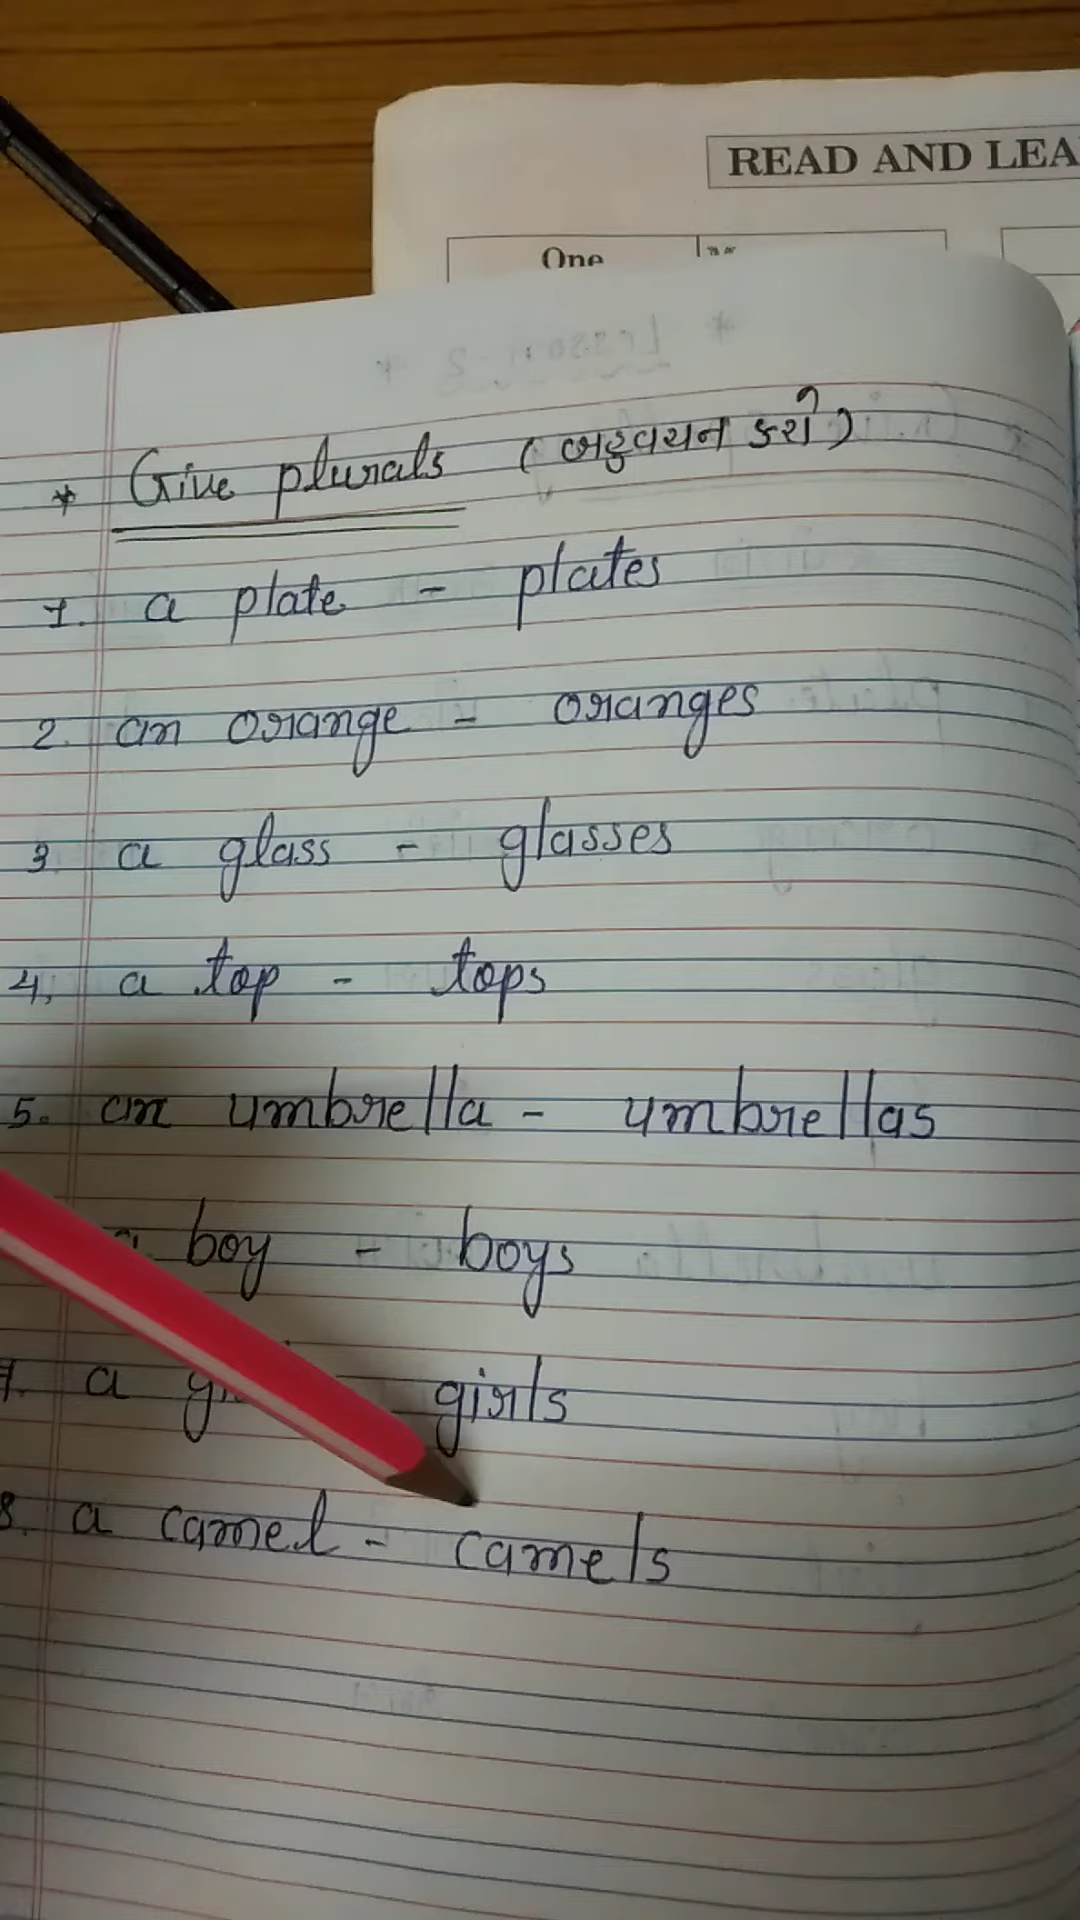 READ AND LEA
One
* Give plurals (બહુવચન કરો)
1. a plate - plates
2. an orange - oranges
3 a glass - glasses
4. a top - tops
5. an umbrella - umbrellas
a boy - boys
7. a girls
8. a camel - camels